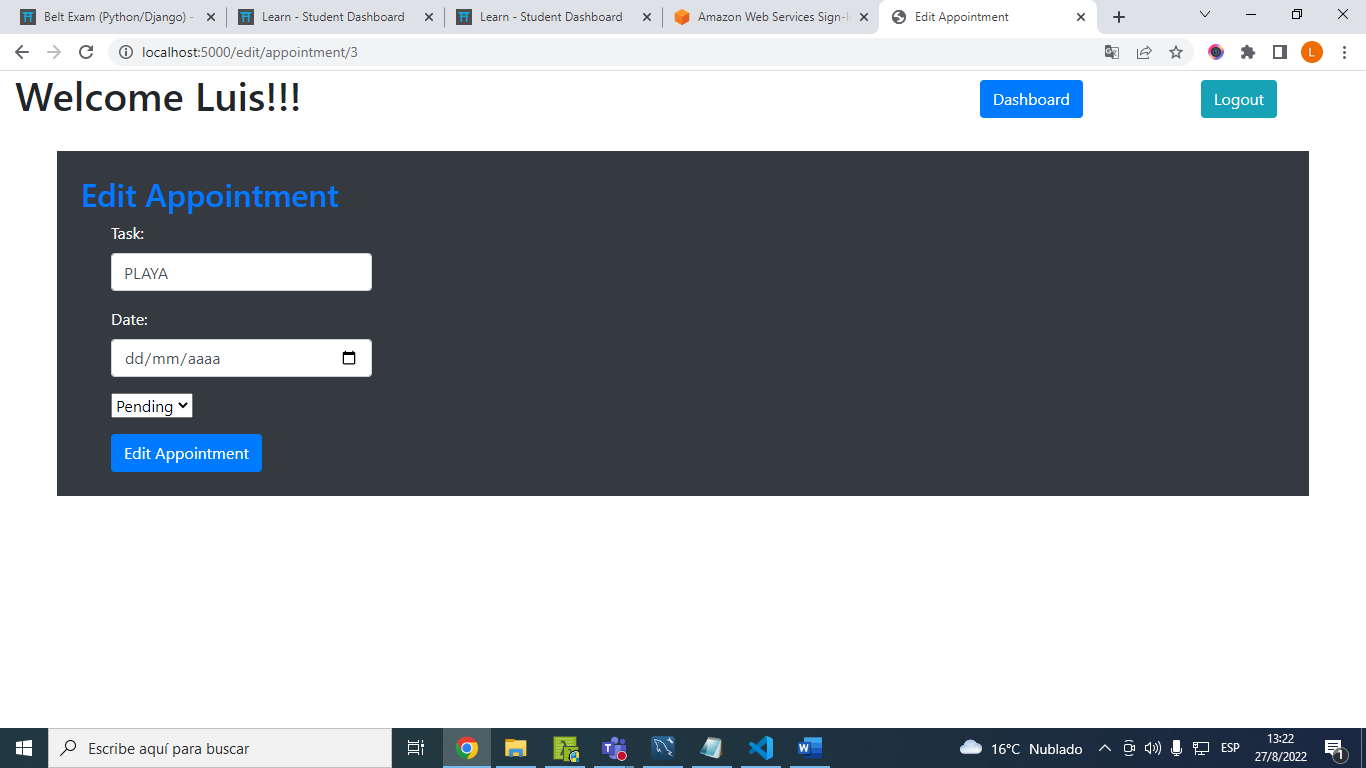 Belt Exam (Python/Django) -
Learn - Student Dashboard
Learn - Student Dashboard
Amazon Web Services Sign-I
Edit Appointment
localhost:5000/edit/appointment/3
L
Welcome Luis!!!
Dashboard
Logout
Edit Appointment
Task:
PLAYA
Date:
dd/mm/aaaa
Pending
Edit Appointment
Escribe aquí para buscar
16°C Nublado
ESP
13:22
27/8/2022
1